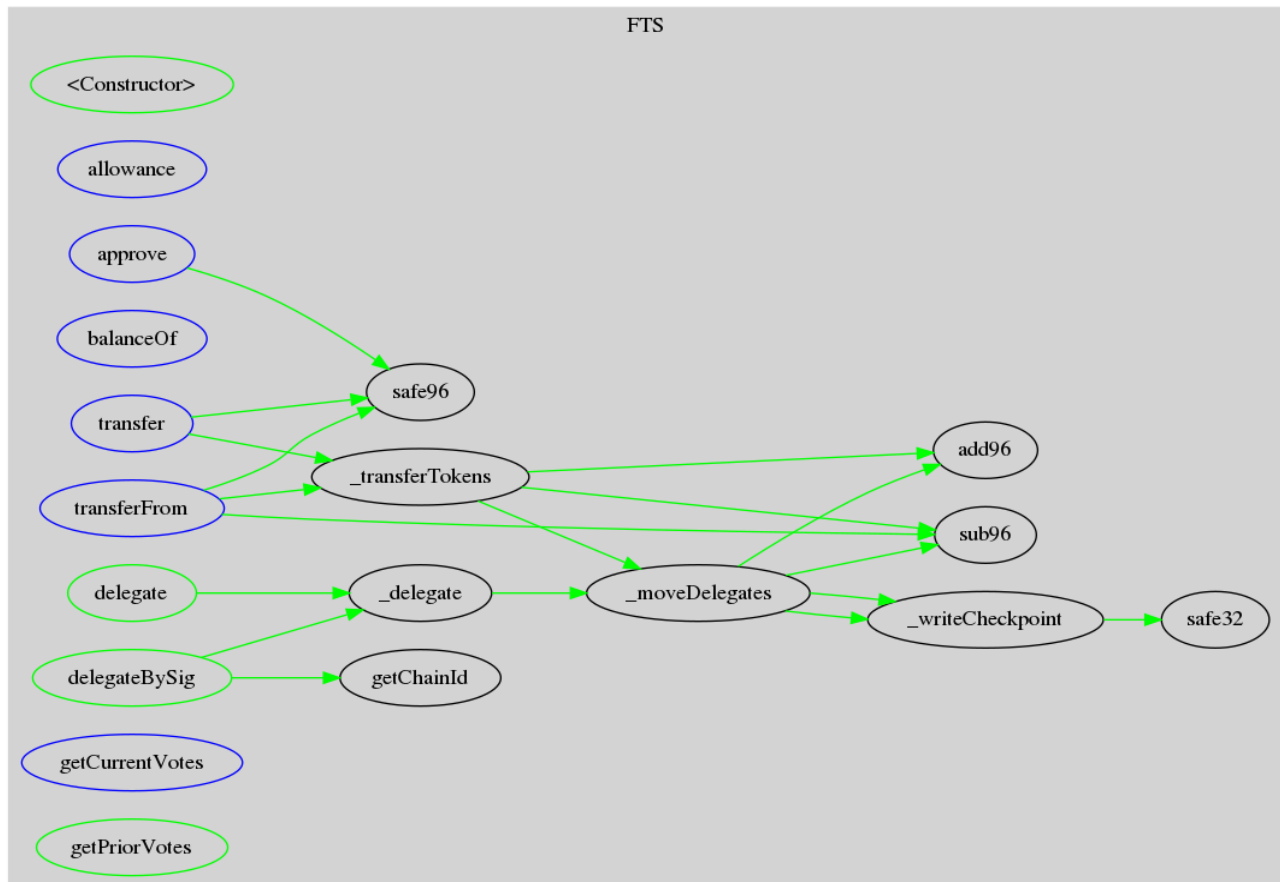 FTS
<Constructor>
allowance
approve
balanceOf
safe96
transfer
add96
_transferTokens
transferFrom
sub96
delegate
_delegate
_moveDelegates
_writeCheckpoint
safe32
delegateBySig
getChainId
getCurrentVotes
getPriorVotes